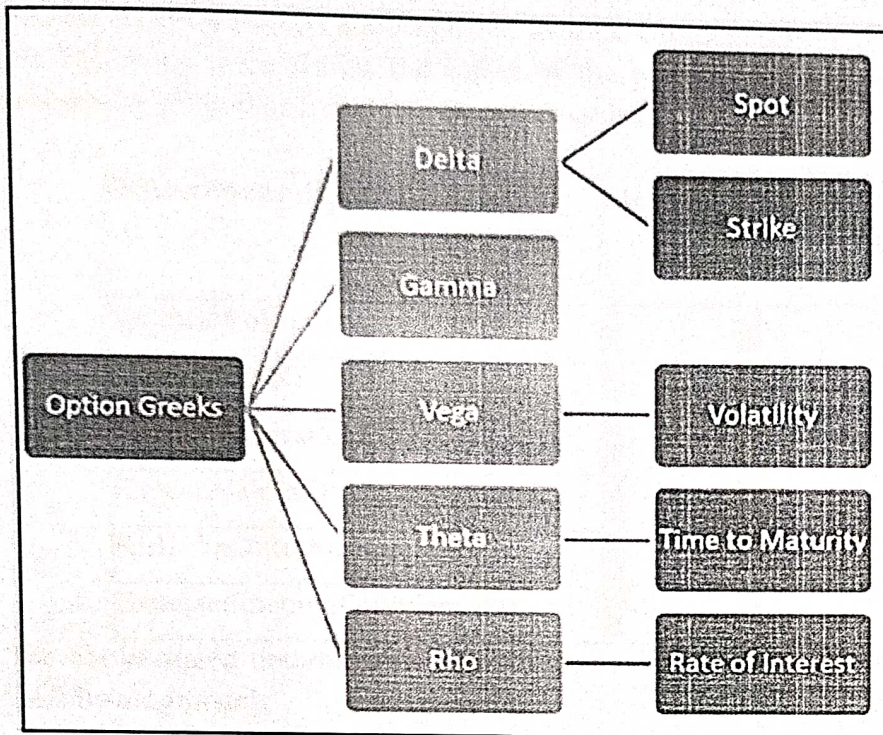 Spot
Delta
Strike
Gamma
Option Greeks
Vega
Volatility
Theta
Time to Maturity
Rho
Rate of Interest